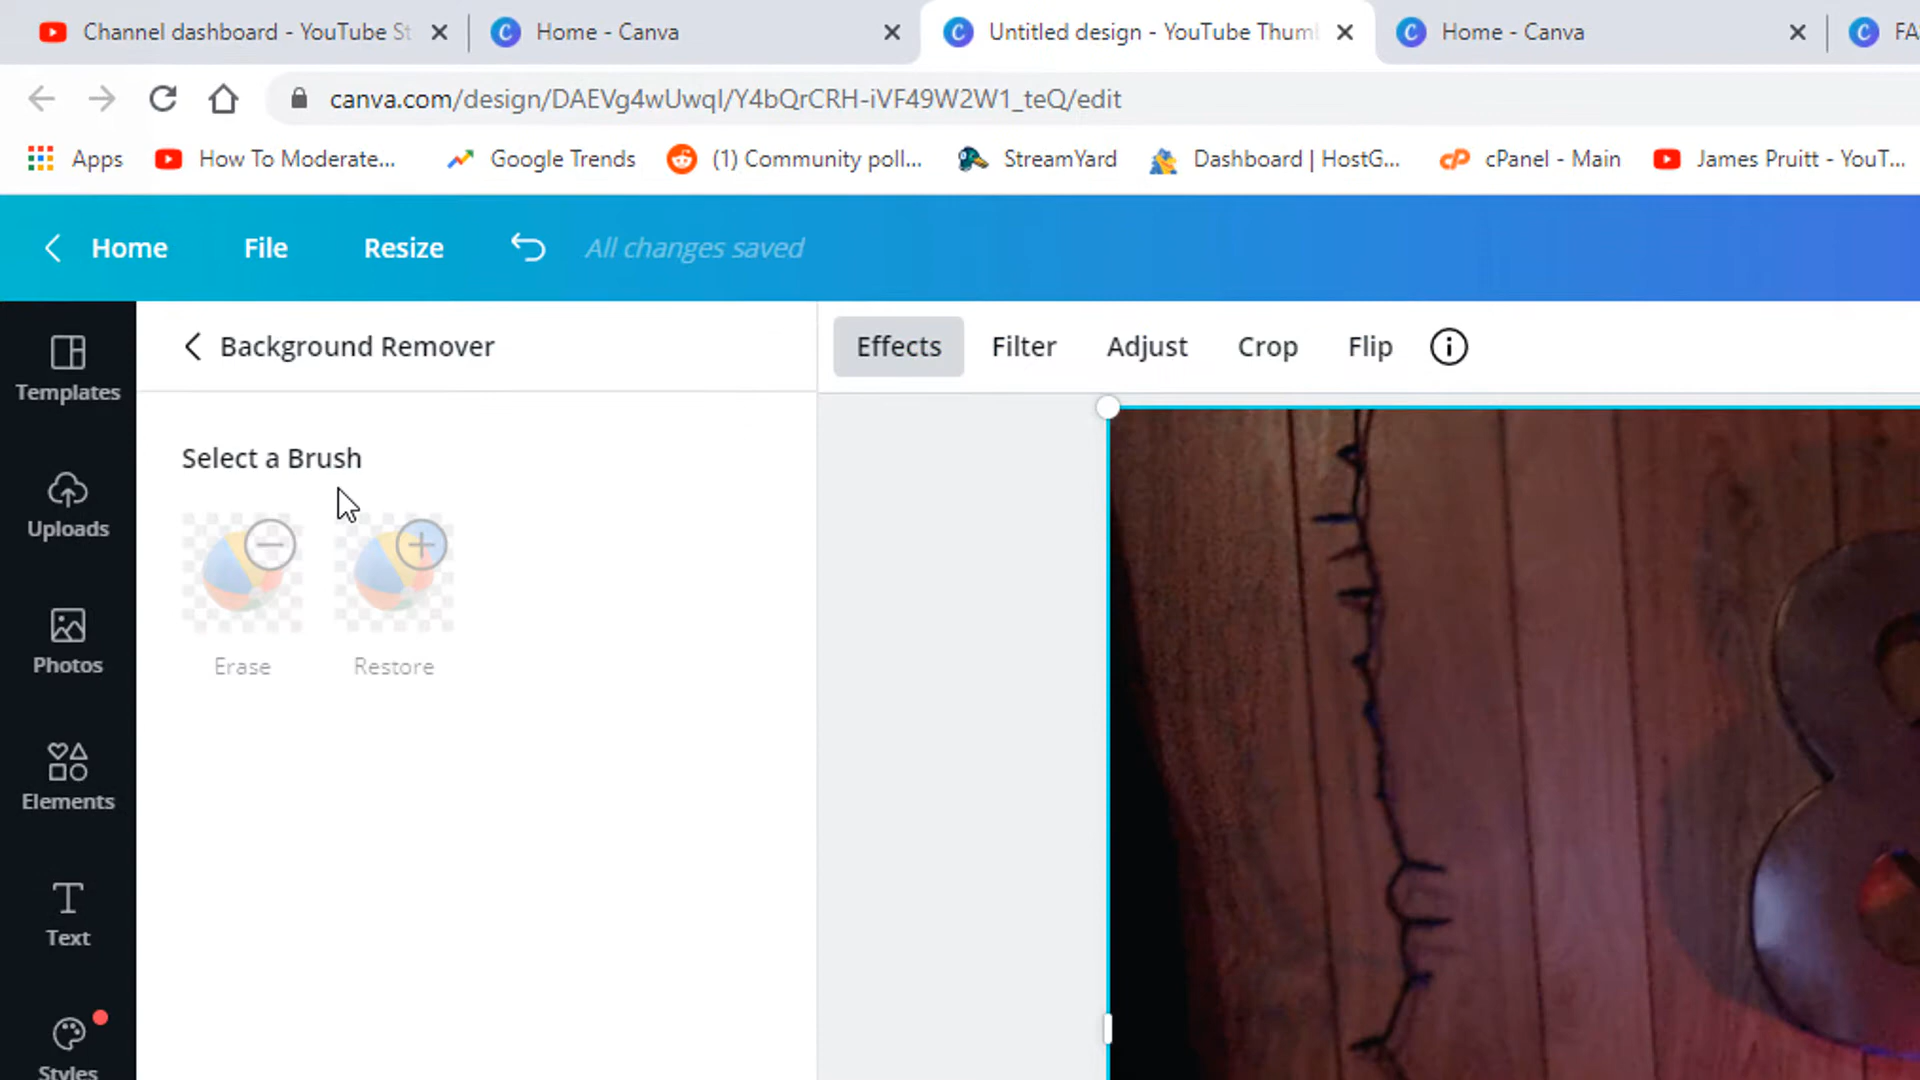 Channel dashboard - YouTube St
Home - Canva
Untitled design - YouTube Thum
Home - Canva
FA
canva.com/design/DAEVg4wUwqI/Y4bQrCRH-iVF49W2W1_teQ/edit
Apps
How To Moderate...
Google Trends
(1) Community poll...
StreamYard
Dashboard | HostG...
cPanel - Main
James Pruitt - YouT...
Home
File
Resize
All changes saved
Background Remover
Effects
Filter
Adjust
Crop
Flip
Templates
Select a Brush
Uploads
Erase
Restore
Photos
Elements
Text
Styles
8